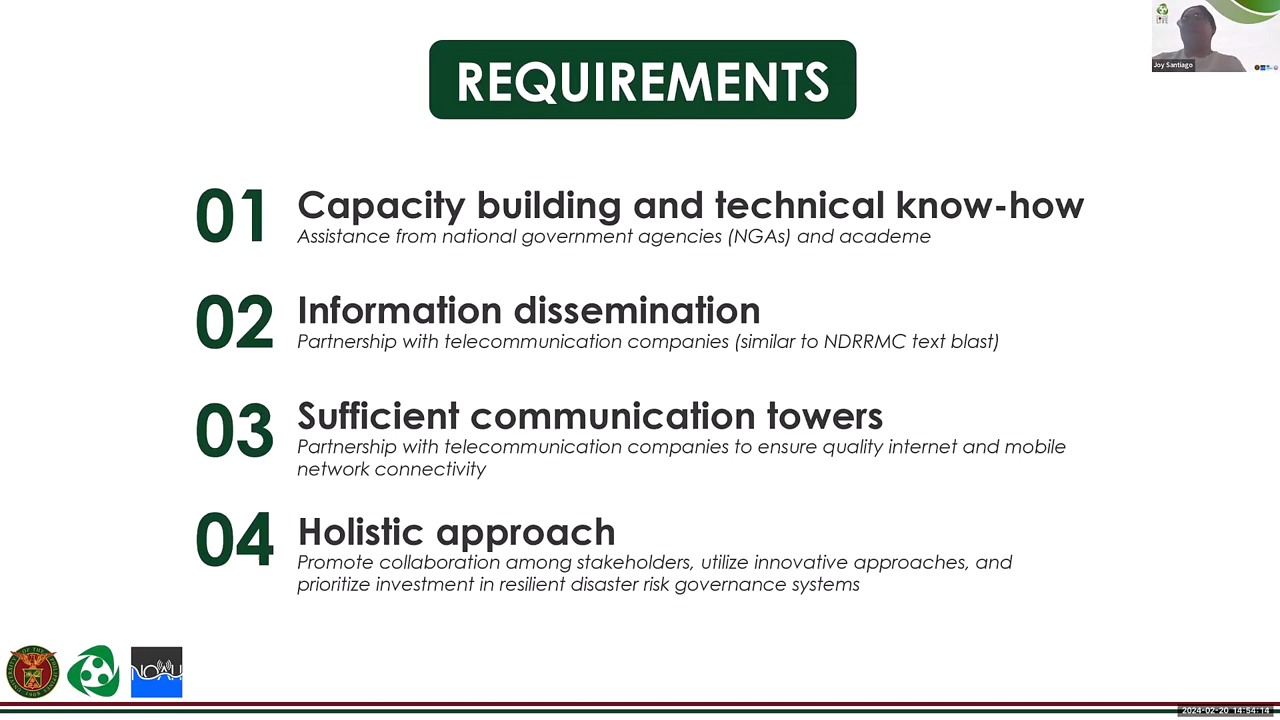 REQUIREMENTS
Joy Santiago
01
Capacity building and technical know-how
Assistance from national government agencies (NGAs) and academe
02
Information dissemination
Partnership with telecommunication companies (similar to NDRRMC text blast)
03
Sufficient communication towers
Partnership with telecommunication companies to ensure quality internet and mobile
network connectivity
04
Holistic approach
Promote collaboration among stakeholders, utilize innovative approaches, and
prioritize investment in resilient disaster risk governance systems
NOAH
2024-02-20 14:54:14